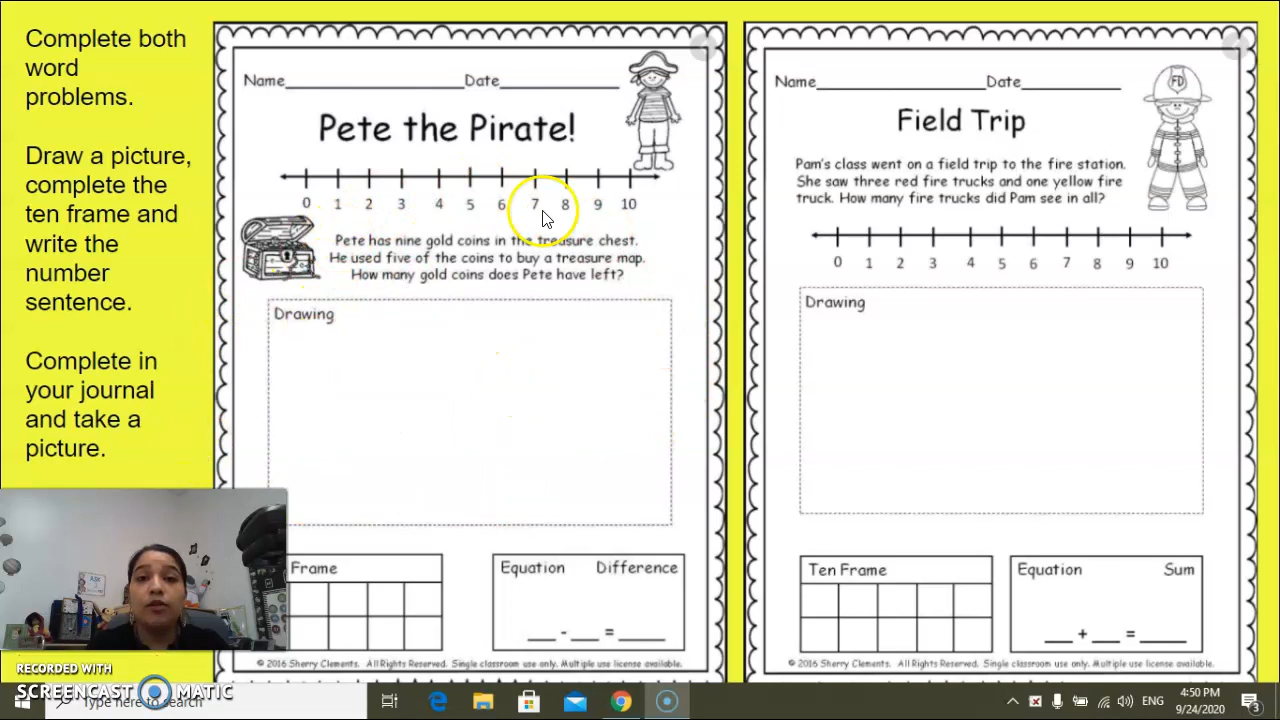 Complete both
word
problems.
Draw a picture,
complete the
ten frame and
write the
number
sentence.
Complete in
your journal
and take a
picture.
Name Date
Pete the Pirate!
0 1 2 3 4 5 6 7 8 9 10
Pete has nine gold coins in the treasure chest.
He used five of the coins to buy a treasure map.
How many gold coins does Pete have left?
Drawing
Frame
Equation Difference
___ - ___ = _____
© 2016 Sherry Clements. All Rights Reserved. Single classroom use only. Multiple use license available.
Name Date
FD
Field Trip
Pam's class went on a field trip to the fire station.
She saw three red fire trucks and one yellow fire
truck. How many fire trucks did Pam see in all?
0 1 2 3 4 5 6 7 8 9 10
Drawing
Ten Frame
Equation Sum
___ + ___ = _____
© 2016 Sherry Clements. All Rights Reserved. Single classroom use only. Multiple use license available.
RECORDED WITH
SCREENCAST MATIC
Type here to search
ENG
4:50 PM
9/24/2020
3